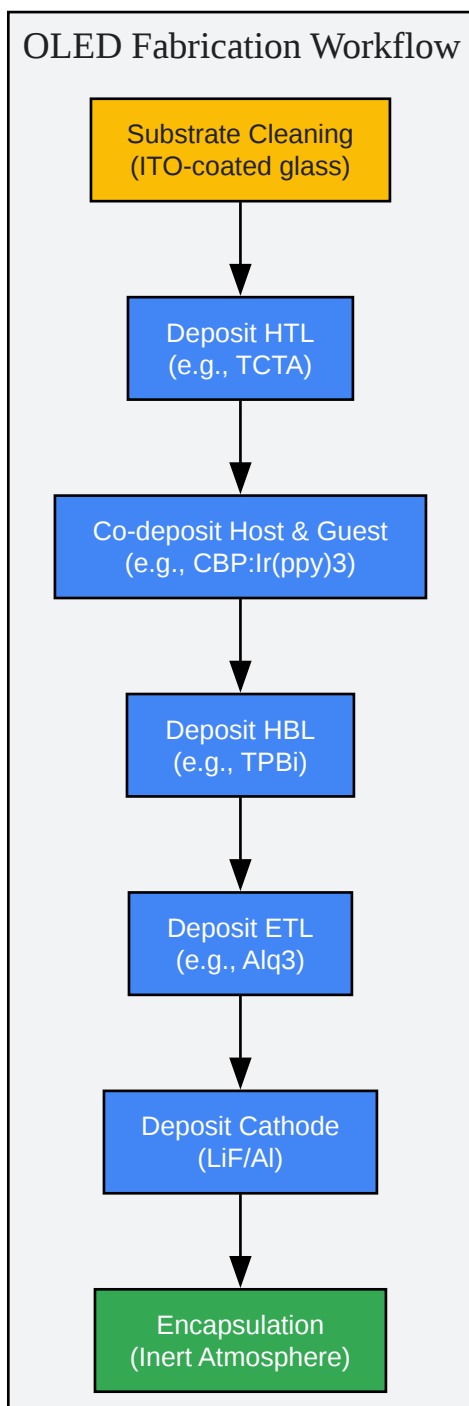 OLED Fabrication Workflow
Substrate Cleaning
(ITO-coated glass)
Deposit HTL
(e.g., TCTA)
Co-deposit Host & Guest
(e.g., CBP:Ir(ppy)3)
Deposit HBL
(e.g., TPBi)
Deposit ETL
(e.g., Alq3)
Deposit Cathode
(LiF/Al)
Encapsulation
(Inert Atmosphere)